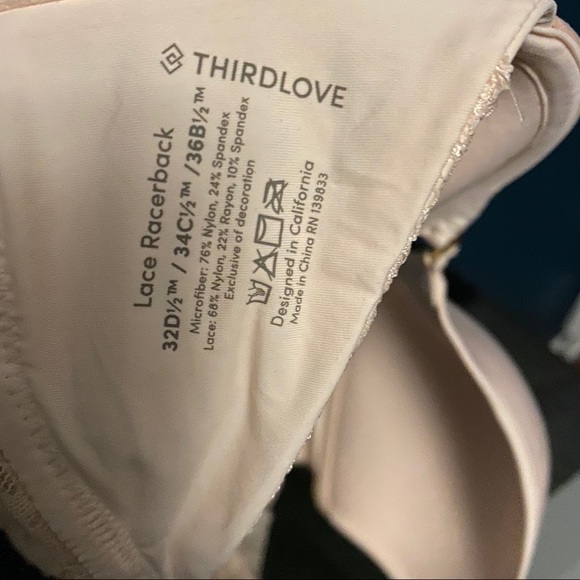 THIRDLOVE
Lace Racerback
32D½™ / 34C½™ / 36B½™
Microfiber: 76% Nylon, 24% Spandex
Lace: 68% Nylon, 22% Rayon, 10% Spandex
Exclusive of decoration
Designed in California
Made in China RN 139833